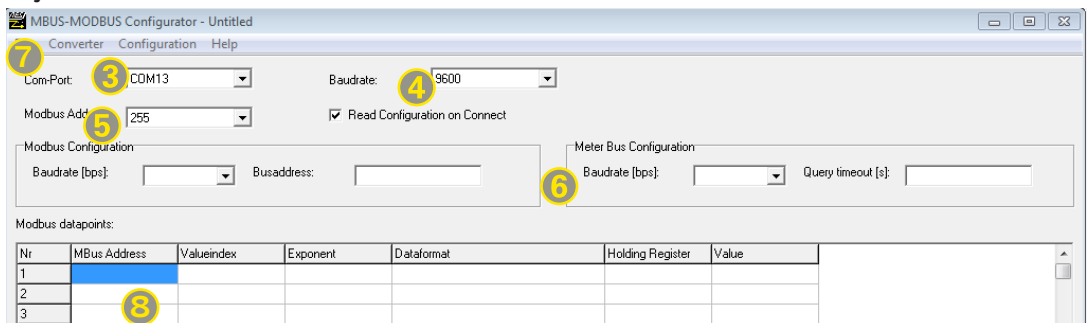 MBUS-MODBUS Configurator - Untitled
7 Converter Configuration Help
Com-Port: 3 COM13 Baudrate: 4 9600
Modbus Add 5 255 Read Configuration on Connect
Modbus Configuration Meter Bus Configuration
Baudrate [bps]: Busaddress: 6 Baudrate [bps]: Query timeout [s]:
Modbus datapoints:
Nr MBus Address Valueindex Exponent Dataformat Holding Register Value
1
2
3 8